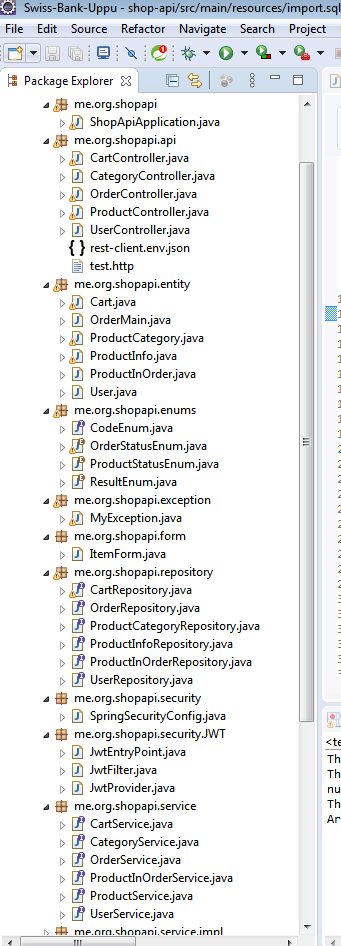 Swiss-Bank-Uppu - shop-api/src/main/resources/import.sql
File Edit Source Refactor Navigate Search Project
Package Explorer
me.org.shopapi
ShopApiApplication.java
me.org.shopapi.api
CartController.java
CategoryController.java
OrderController.java
ProductController.java
UserController.java
{ } rest-client.env.json
test.http
me.org.shopapi.entity
Cart.java
OrderMain.java
ProductCategory.java
ProductInfo.java
ProductInOrder.java
User.java
me.org.shopapi.enums
CodeEnum.java
OrderStatusEnum.java
ProductStatusEnum.java
ResultEnum.java
me.org.shopapi.exception
MyException.java
me.org.shopapi.form
ItemForm.java
me.org.shopapi.repository
CartRepository.java
OrderRepository.java
ProductCategoryRepository.java
ProductInfoRepository.java
ProductInOrderRepository.java
UserRepository.java
me.org.shopapi.security
SpringSecurityConfig.java
me.org.shopapi.security.JWT
JwtEntryPoint.java
JwtFilter.java
JwtProvider.java
me.org.shopapi.service
CartService.java
CategoryService.java
OrderService.java
ProductInOrderService.java
ProductService.java
UserService.java
me.org.shopapi.service.impl
<te
Th
The
nu
Th
Ar